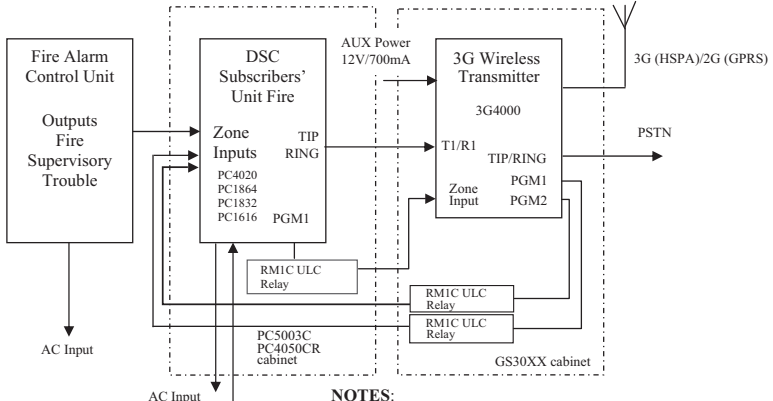 Fire Alarm
Control Unit
Outputs
Fire
Supervisory
Trouble
AC Input
DSC
Subscribers'
Unit Fire
Zone
Inputs
PC4020
PC1864
PC1832
PC1616
TIP
RING
PGM1
RM1C ULC
Relay
PC5003C
PC4050CR
cabinet
AC Input
AUX Power
12V/700mA
3G Wireless
Transmitter
3G4000
T1/R1
TIP/RING
Zone
Input
PGM1
PGM2
RM1C ULC
Relay
RM1C ULC
Relay
GS30XX cabinet
3G (HSPA)/2G (GPRS)
PSTN
NOTES: